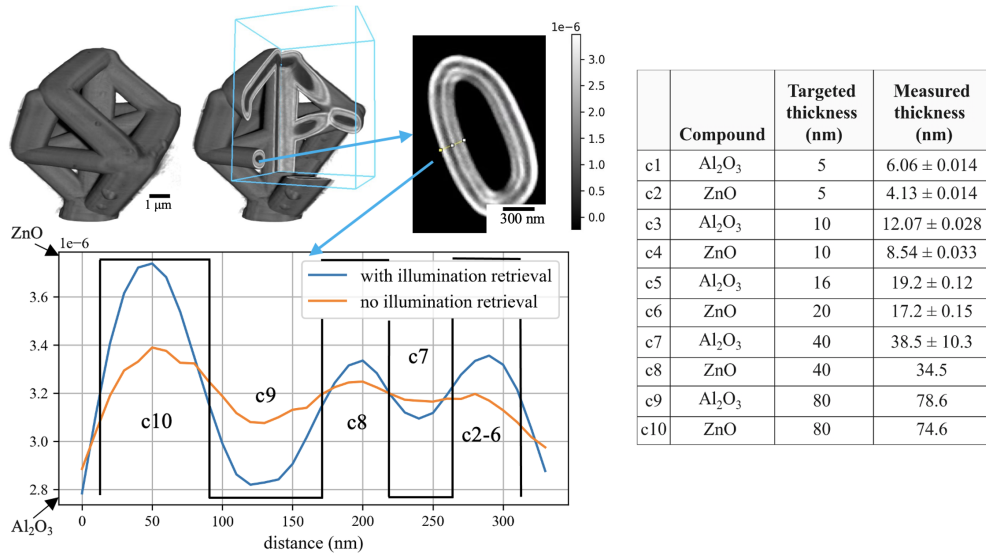 1 μm
300 nm
1e−6
3.0
2.5
2.0
1.5
1.0
0.5
0.0
ZnO
1e−6
3.6
3.4
3.2
3.0
2.8
Al₂O₃
with illumination retrieval
no illumination retrieval
c10
c9
c8
c7
c2-6
0 50 100 150 200 250 300
distance (nm)
Compound Targeted thickness (nm) Measured thickness (nm)
c1 Al₂O₃ 5 6.06 ± 0.014
c2 ZnO 5 4.13 ± 0.014
c3 Al₂O₃ 10 12.07 ± 0.028
c4 ZnO 10 8.54 ± 0.033
c5 Al₂O₃ 16 19.2 ± 0.12
c6 ZnO 20 17.2 ± 0.15
c7 Al₂O₃ 40 38.5 ± 10.3
c8 ZnO 40 34.5
c9 Al₂O₃ 80 78.6
c10 ZnO 80 74.6